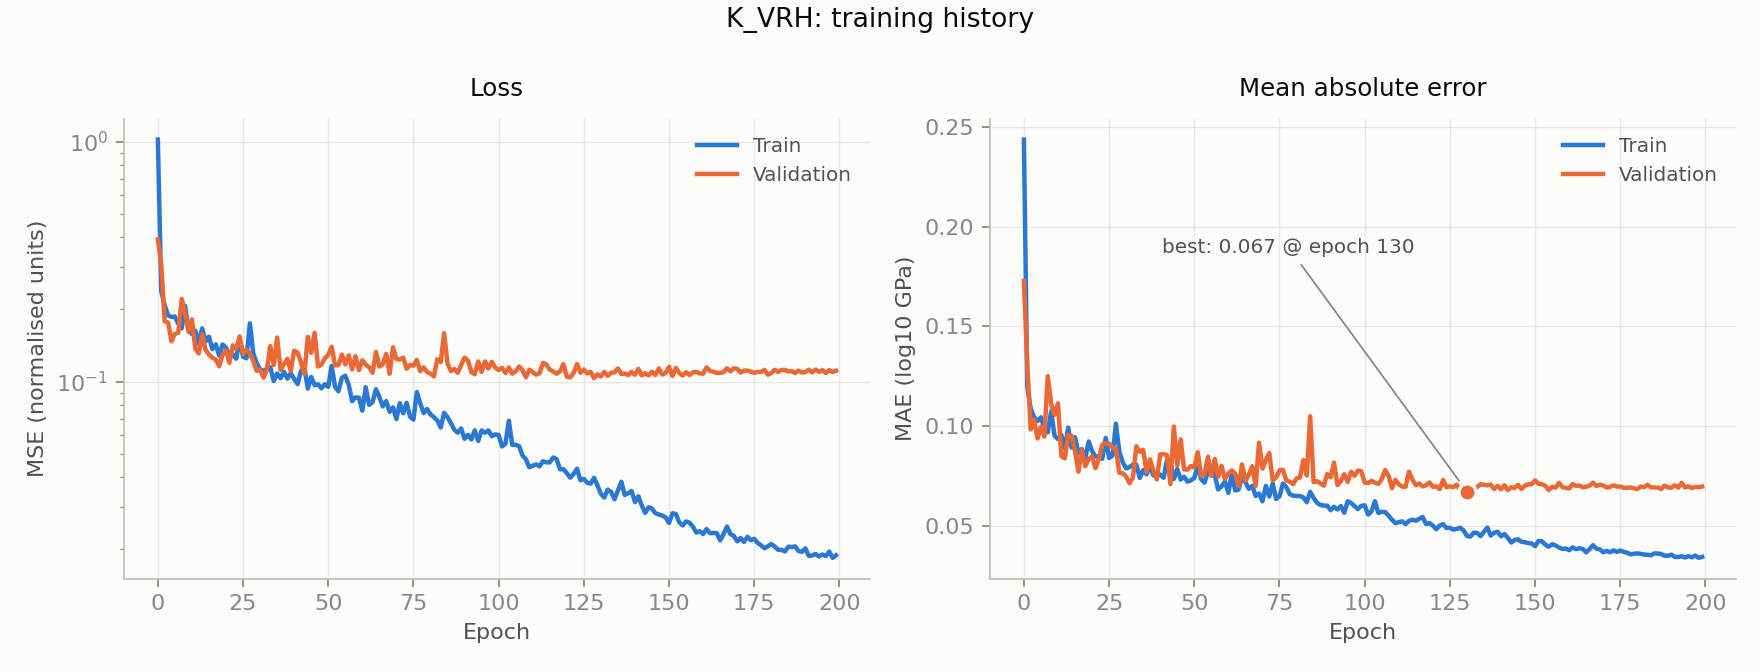 K_VRH: training history
Loss
MSE (normalised units)
10⁰
10⁻¹
Train
Validation
0 25 50 75 100 125 150 175 200
Epoch
Mean absolute error
MAE (log10 GPa)
0.25
0.20
0.15
0.10
0.05
Train
Validation
best: 0.067 @ epoch 130
0 25 50 75 100 125 150 175 200
Epoch